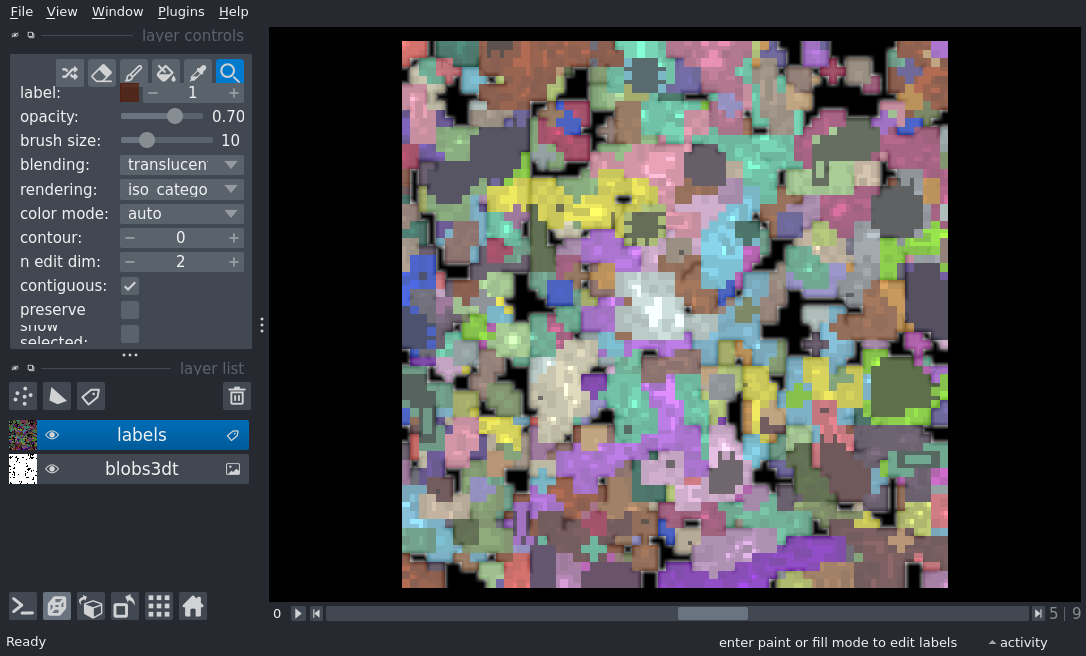 File View Window Plugins Help
layer controls
label: 1
opacity: 0.70
brush size: 10
blending: translucen
rendering: iso_catego
color mode: auto
contour: 0
n edit dim: 2
contiguous:
preserve
show
selected:
layer list
labels
blobs3dt
0 5 | 9
Ready enter paint or fill mode to edit labels activity